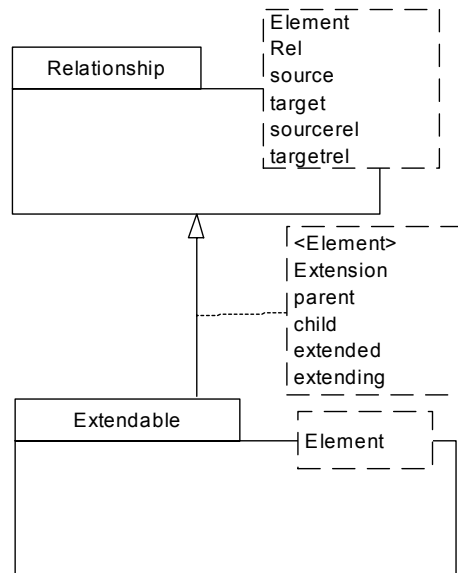 Relationship
Element
Rel
source
target
sourcerel
targetrel
<Element>
Extension
parent
child
extended
extending
Extendable
Element